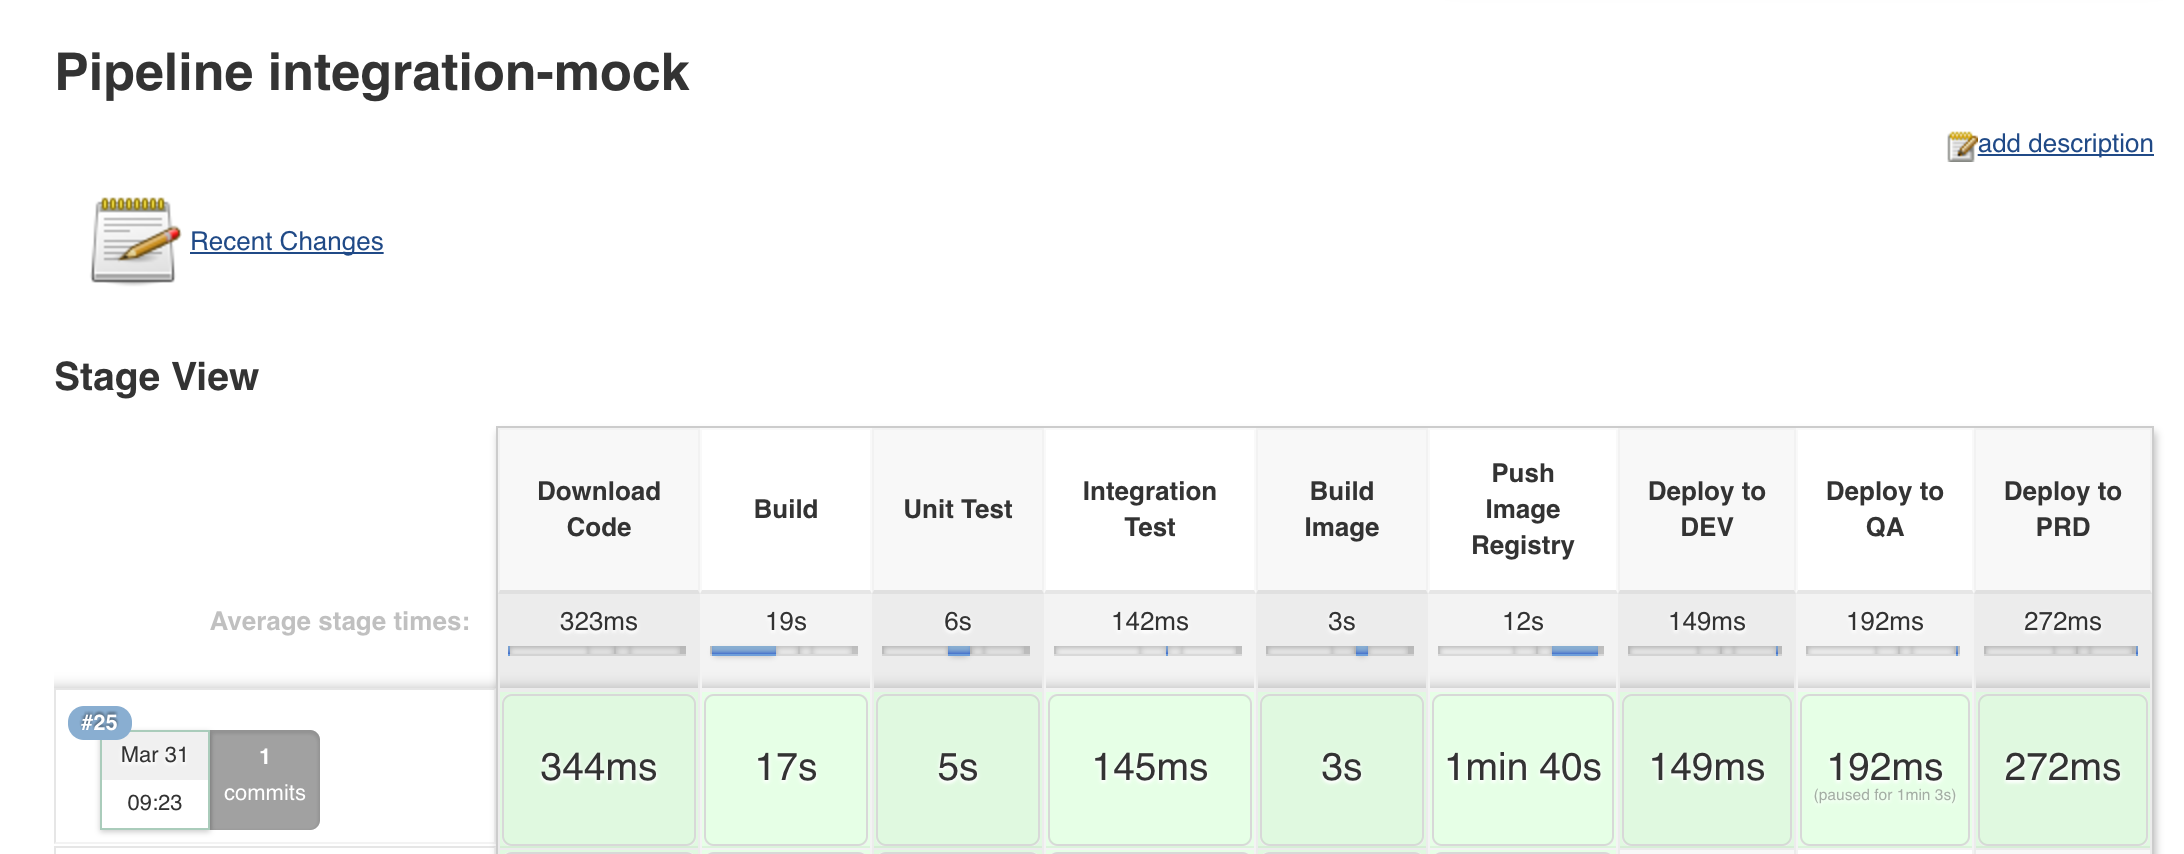 Pipeline integration-mock
add description
Recent Changes
Stage View
Download Code
Build
Unit Test
Integration Test
Build Image
Push Image Registry
Deploy to DEV
Deploy to QA
Deploy to PRD
Average stage times:
323ms
19s
6s
142ms
3s
12s
149ms
192ms
272ms
#25
Mar 31
09:23
1
commits
344ms
17s
5s
145ms
3s
1min 40s
149ms
192ms
(paused for 1min 3s)
272ms